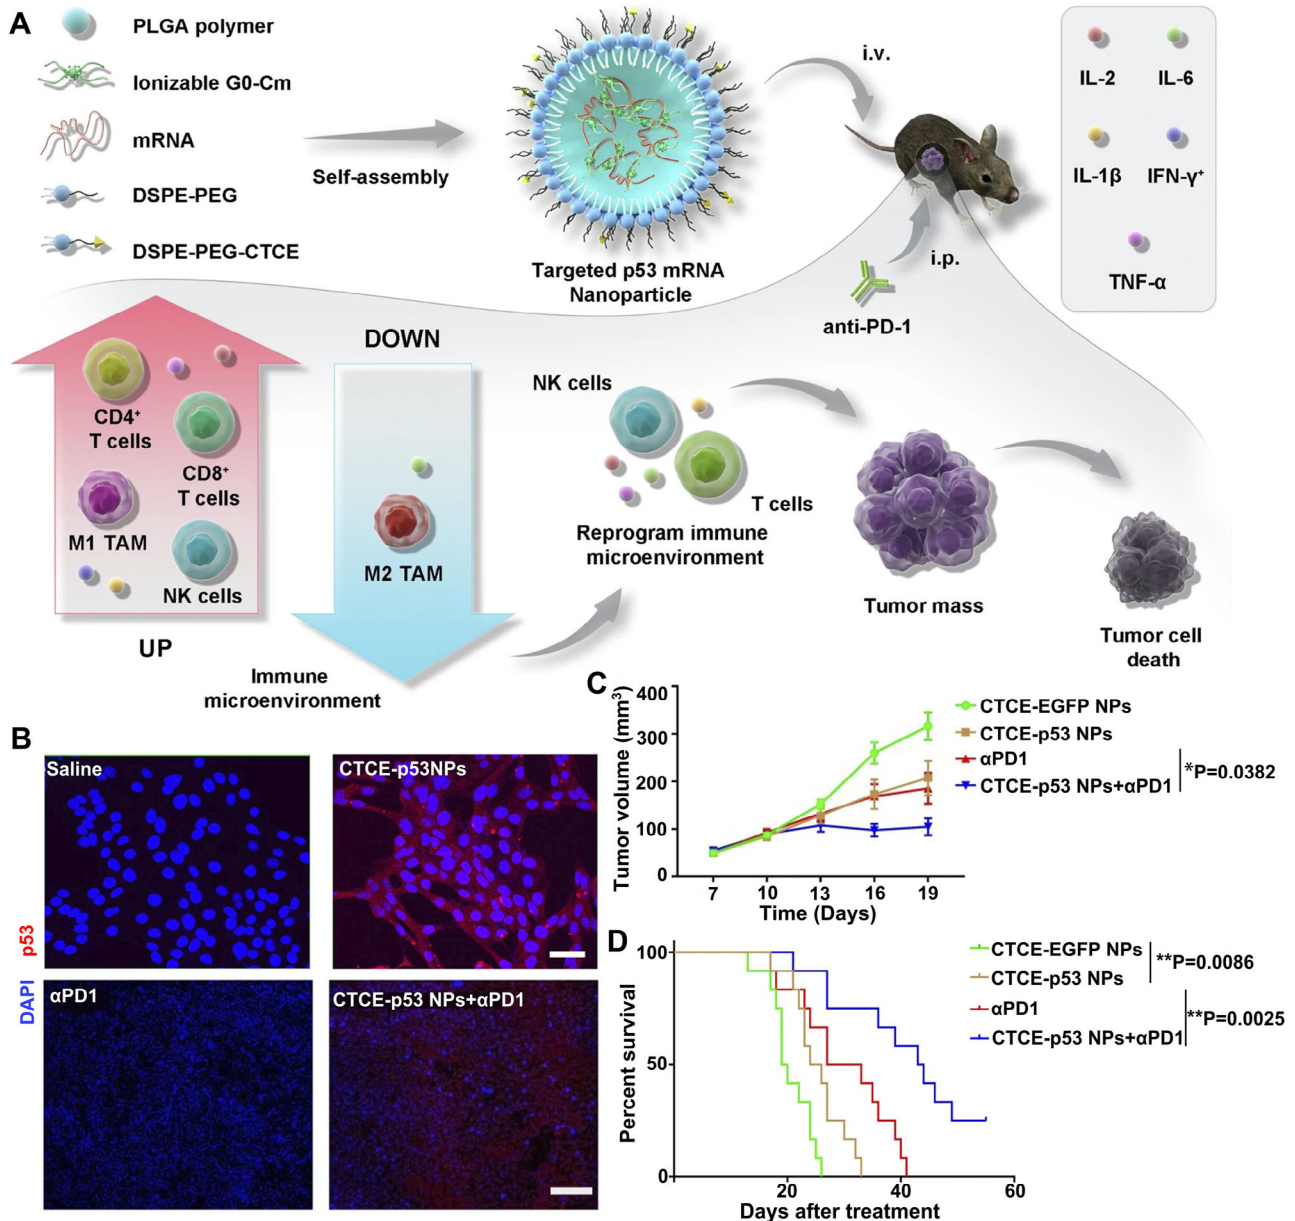 A
PLGA polymer
Ionizable G0-Cm
mRNA
DSPE-PEG
DSPE-PEG-CTCE
Self-assembly
Targeted p53 mRNA
Nanoparticle
i.v.
i.p.
anti-PD-1
IL-2
IL-6
IL-1β
IFN-γ⁺
TNF-α
CD4⁺
T cells
CD8⁺
T cells
M1 TAM
NK cells
UP
DOWN
M2 TAM
Immune
microenvironment
NK cells
T cells
Reprogram immune
microenvironment
Tumor mass
Tumor cell
death
B
Saline
CTCE-p53NPs
αPD1
CTCE-p53 NPs+αPD1
DAPI
p53
C
Tumor volume (mm³)
400
300
200
100
0
7
10
13
16
19
Time (Days)
CTCE-EGFP NPs
CTCE-p53 NPs
αPD1
CTCE-p53 NPs+αPD1
*P=0.0382
D
Percent survival
100
50
0
20
40
60
Days after treatment
CTCE-EGFP NPs
CTCE-p53 NPs
αPD1
CTCE-p53 NPs+αPD1
**P=0.0086
**P=0.0025